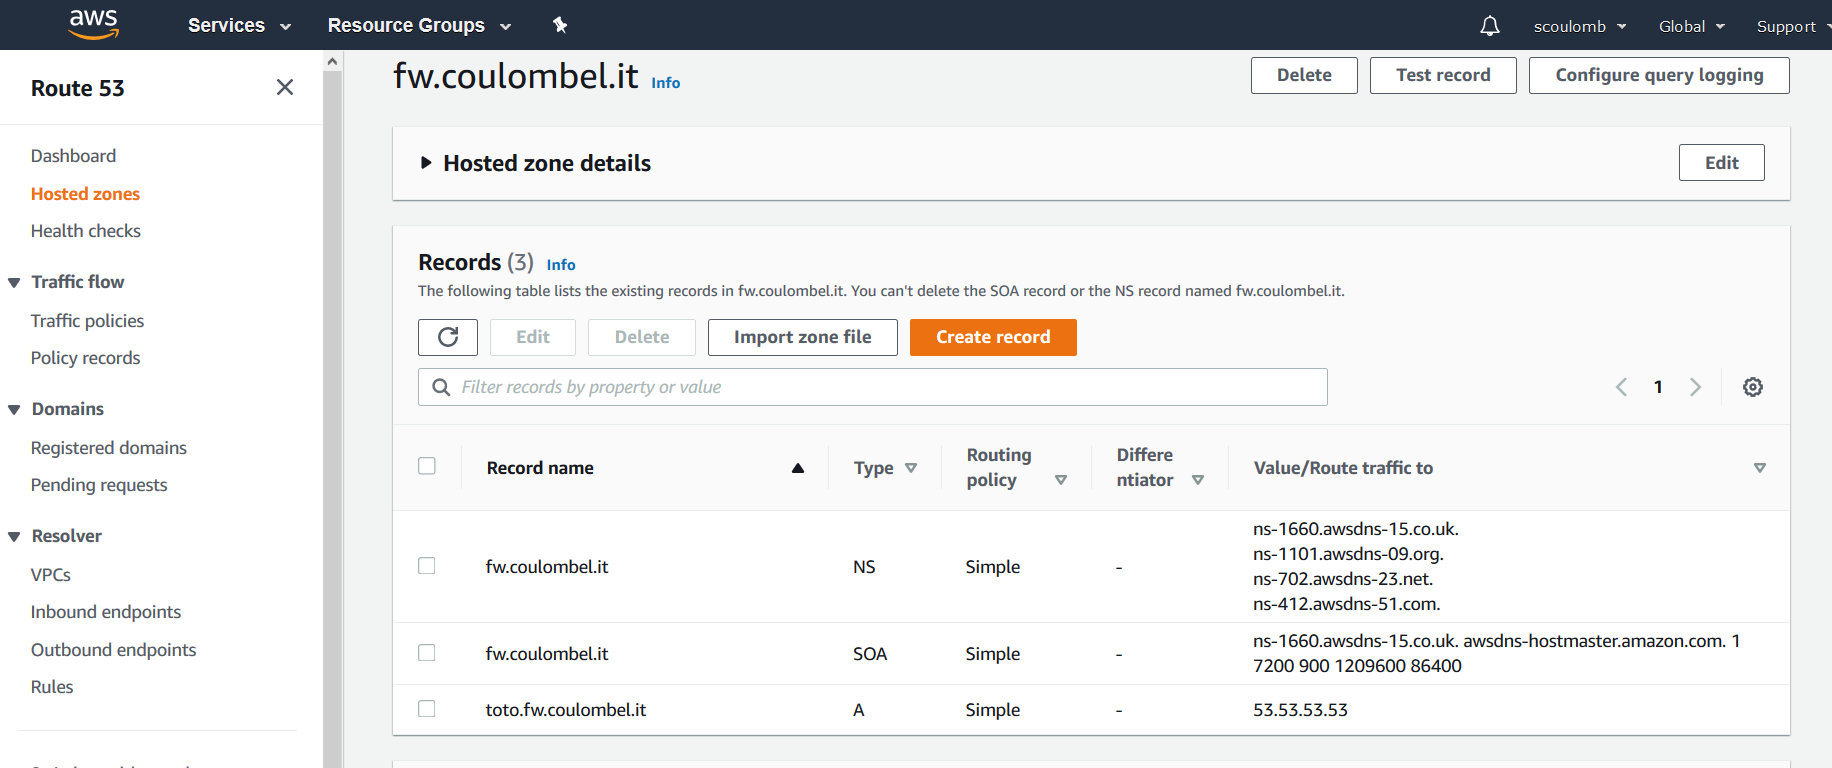 aws Services Resource Groups scoulomb Global Support
Route 53
Dashboard
Hosted zones
Health checks
Traffic flow
Traffic policies
Policy records
Domains
Registered domains
Pending requests
Resolver
VPCs
Inbound endpoints
Outbound endpoints
Rules
fw.coulombel.it Info Delete Test record Configure query logging
Hosted zone details Edit
Records (3) Info
The following table lists the existing records in fw.coulombel.it. You can't delete the SOA record or the NS record named fw.coulombel.it.
Edit Delete Import zone file Create record
Filter records by property or value 1
Record name Type Routing policy Differentiator Value/Route traffic to
fw.coulombel.it NS Simple - ns-1660.awsdns-15.co.uk.
ns-1101.awsdns-09.org.
ns-702.awsdns-23.net.
ns-412.awsdns-51.com.
fw.coulombel.it SOA Simple - ns-1660.awsdns-15.co.uk. awsdns-hostmaster.amazon.com. 1
7200 900 1209600 86400
toto.fw.coulombel.it A Simple - 53.53.53.53